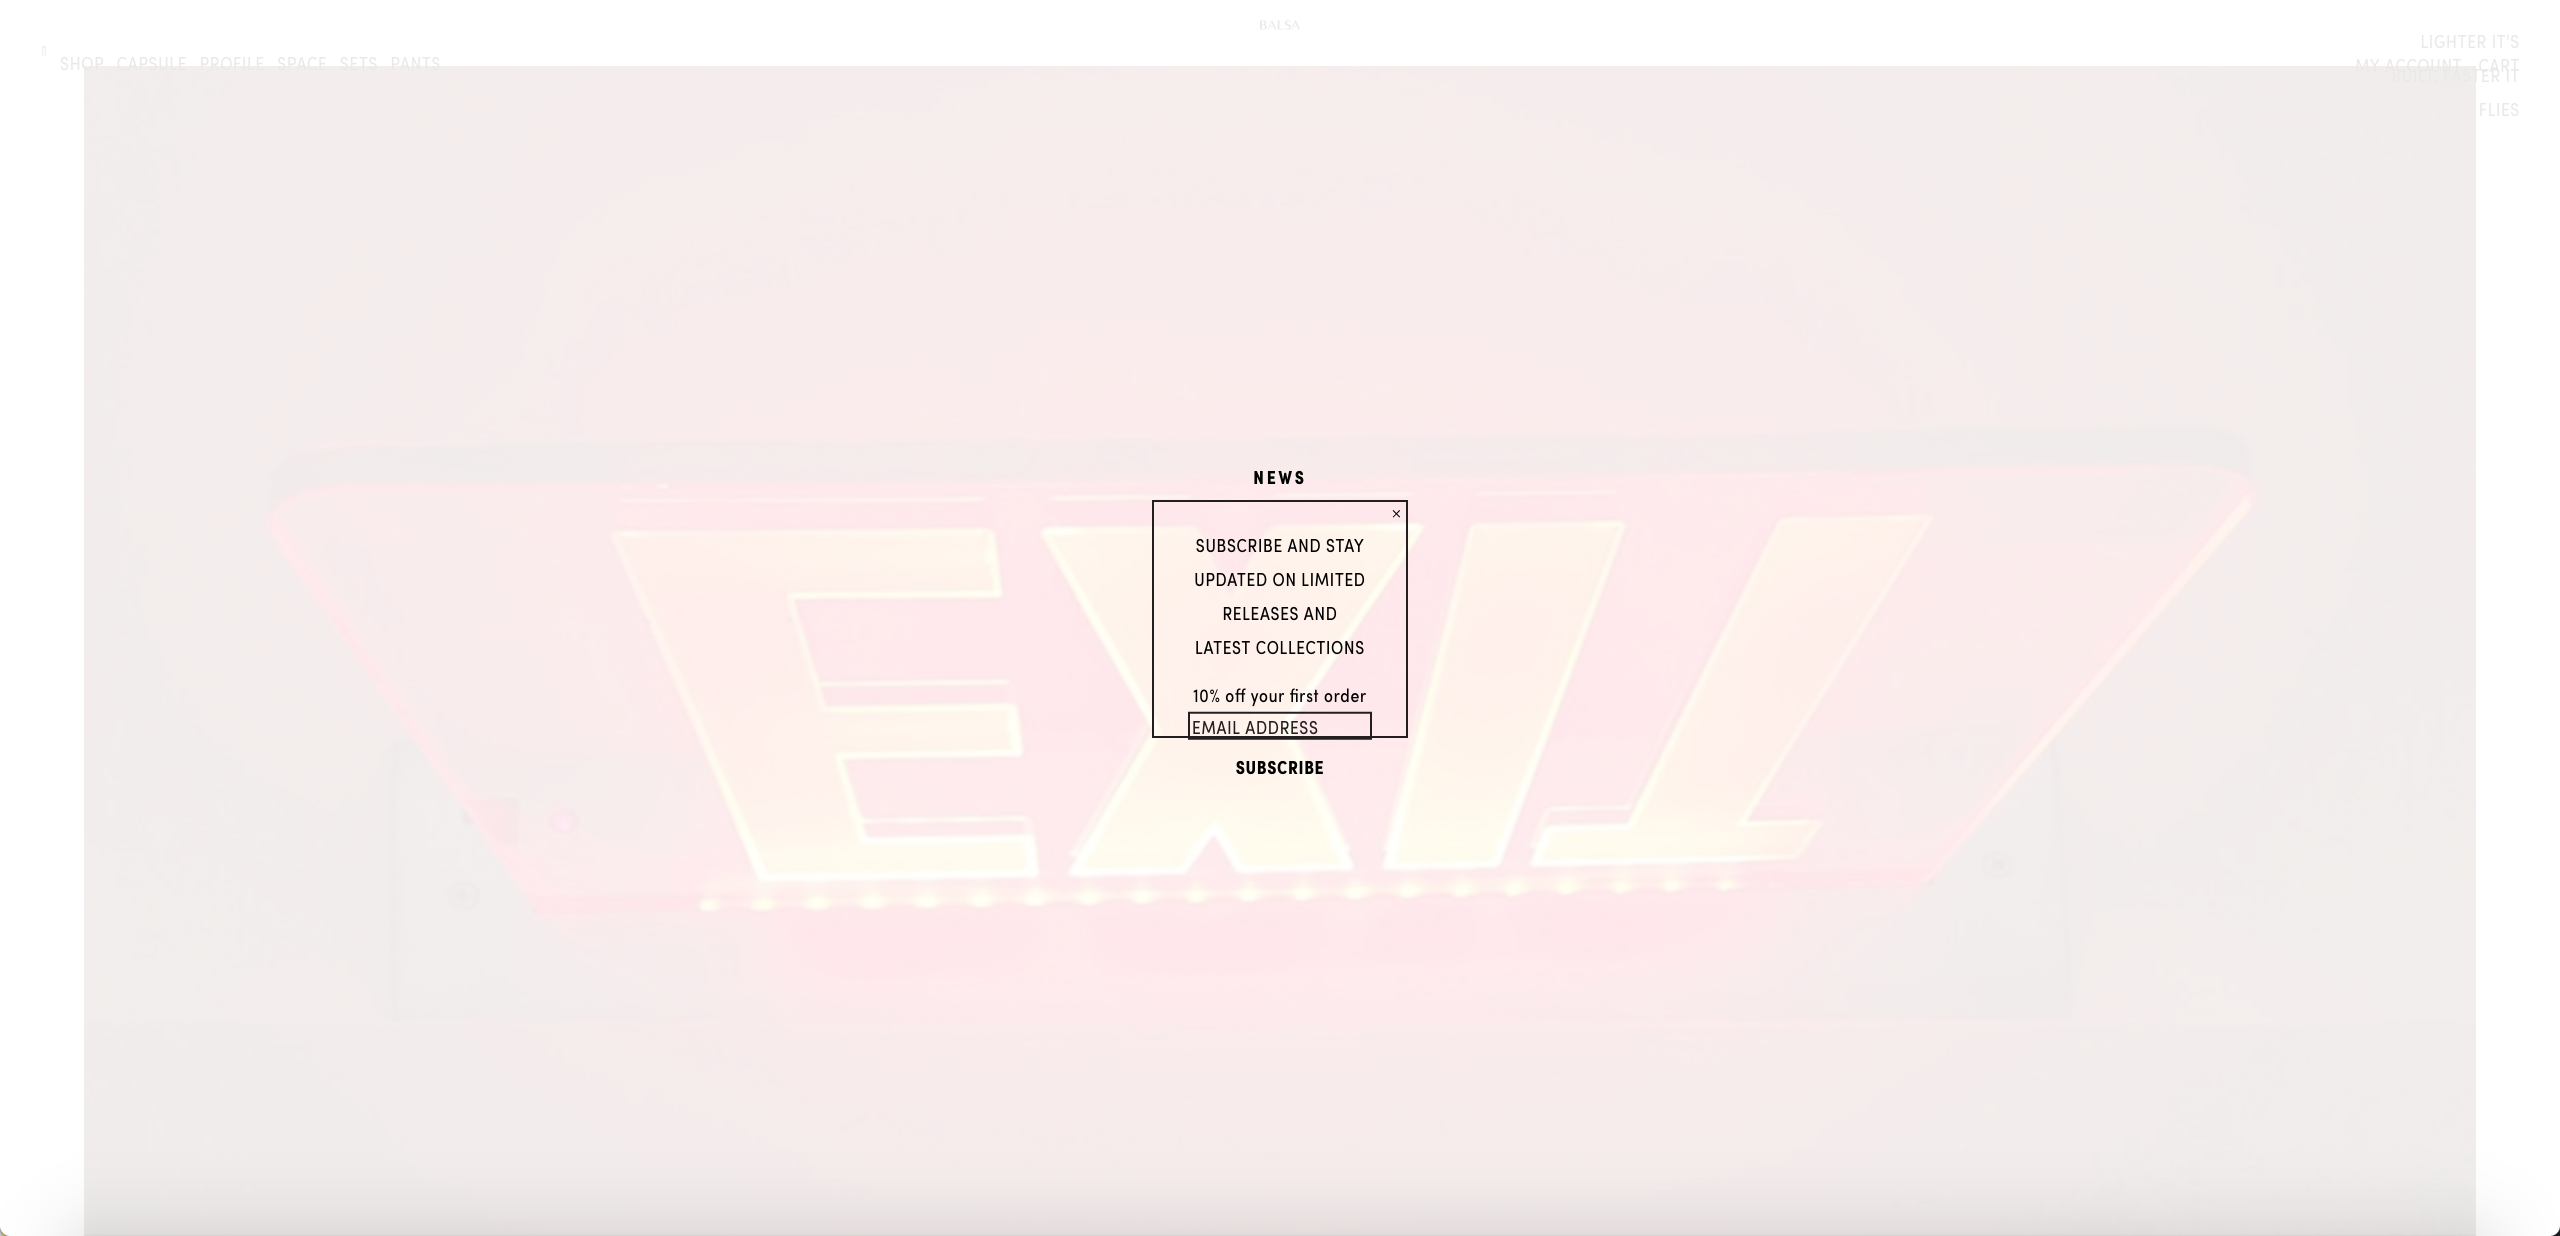 BALSA
LIGHTER IT'S
SHOP CAPSULE PROFILE SPACE SETS PANTS
MY ACCOUNT CART
BUILT, FASTER IT
FLIES
NEWS
×
SUBSCRIBE AND STAY
UPDATED ON LIMITED
RELEASES AND
LATEST COLLECTIONS
10% off your first order
EMAIL ADDRESS
SUBSCRIBE
EXIT